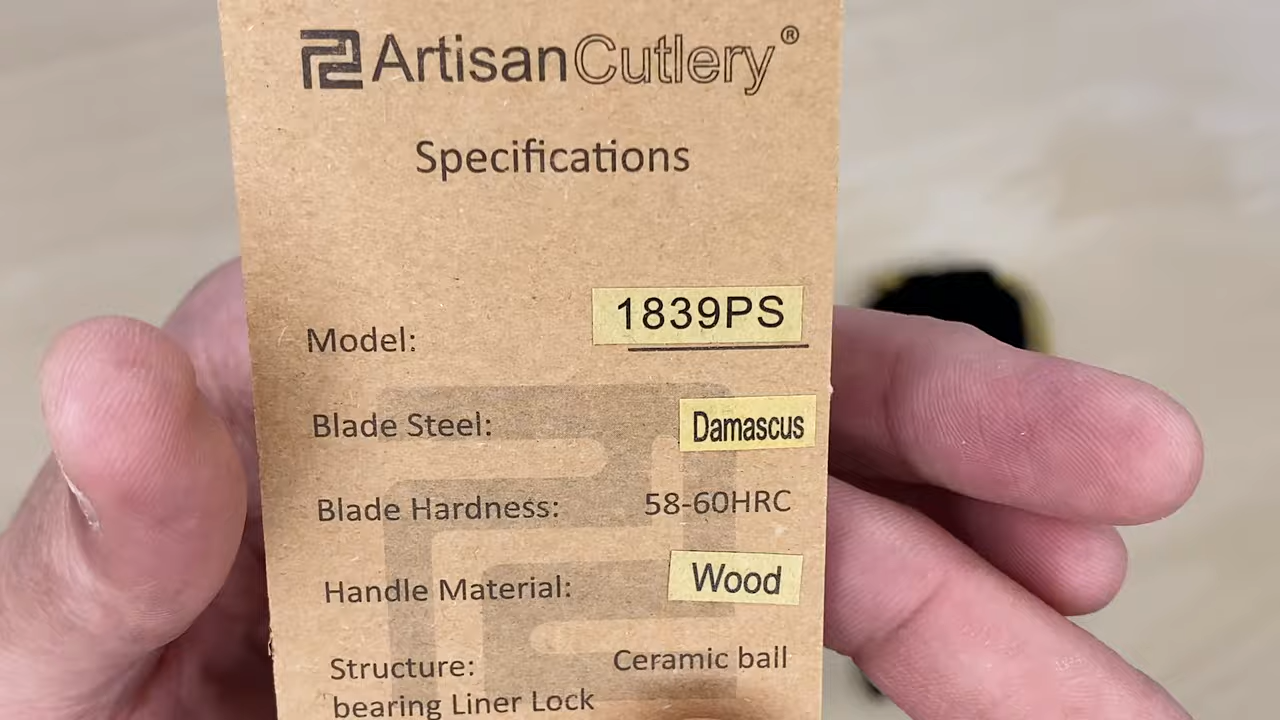 ArtisanCutlery®
Specifications
Model: 1839PS
Blade Steel: Damascus
Blade Hardness: 58-60HRC
Handle Material: Wood
Structure: Ceramic ball
bearing Liner Lock